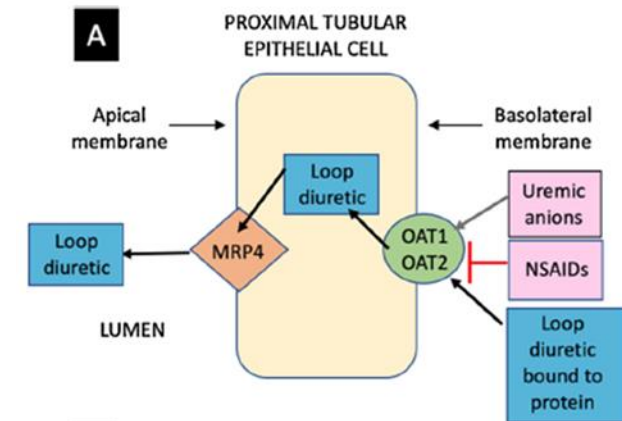 A
PROXIMAL TUBULAR
EPITHELIAL CELL
Apical
membrane
Basolateral
membrane
Loop
diuretic
Uremic
anions
OAT1
OAT2
MRP4
Loop
diuretic
NSAIDs
LUMEN
Loop
diuretic
bound to
protein